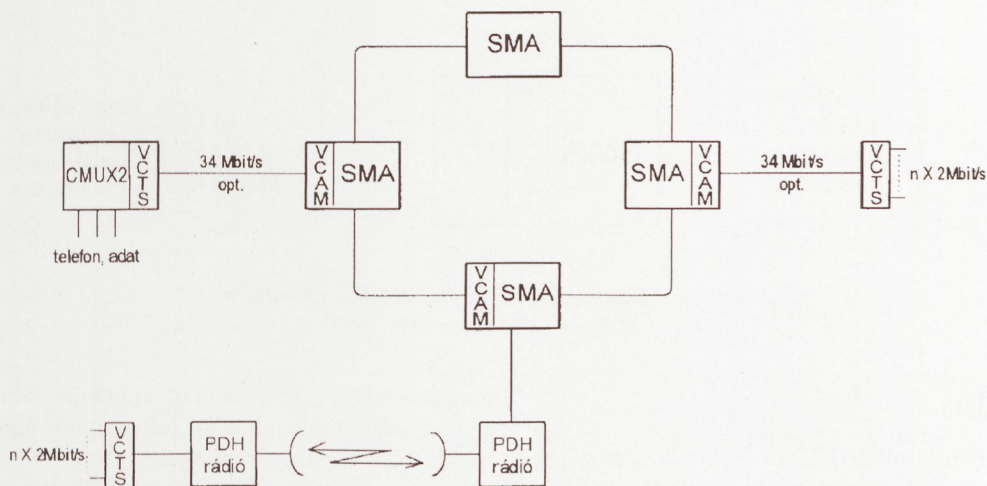 SMA
CMUX2
VCTS
34 Mbit/s
opt.
VCAM
SMA
SMA
VCAM
34 Mbit/s
opt.
VCTS
n X 2Mbit/s
telefon, adat
VCAM
SMA
n X 2Mbit/s
VCTS
PDH
rádió
PDH
rádió